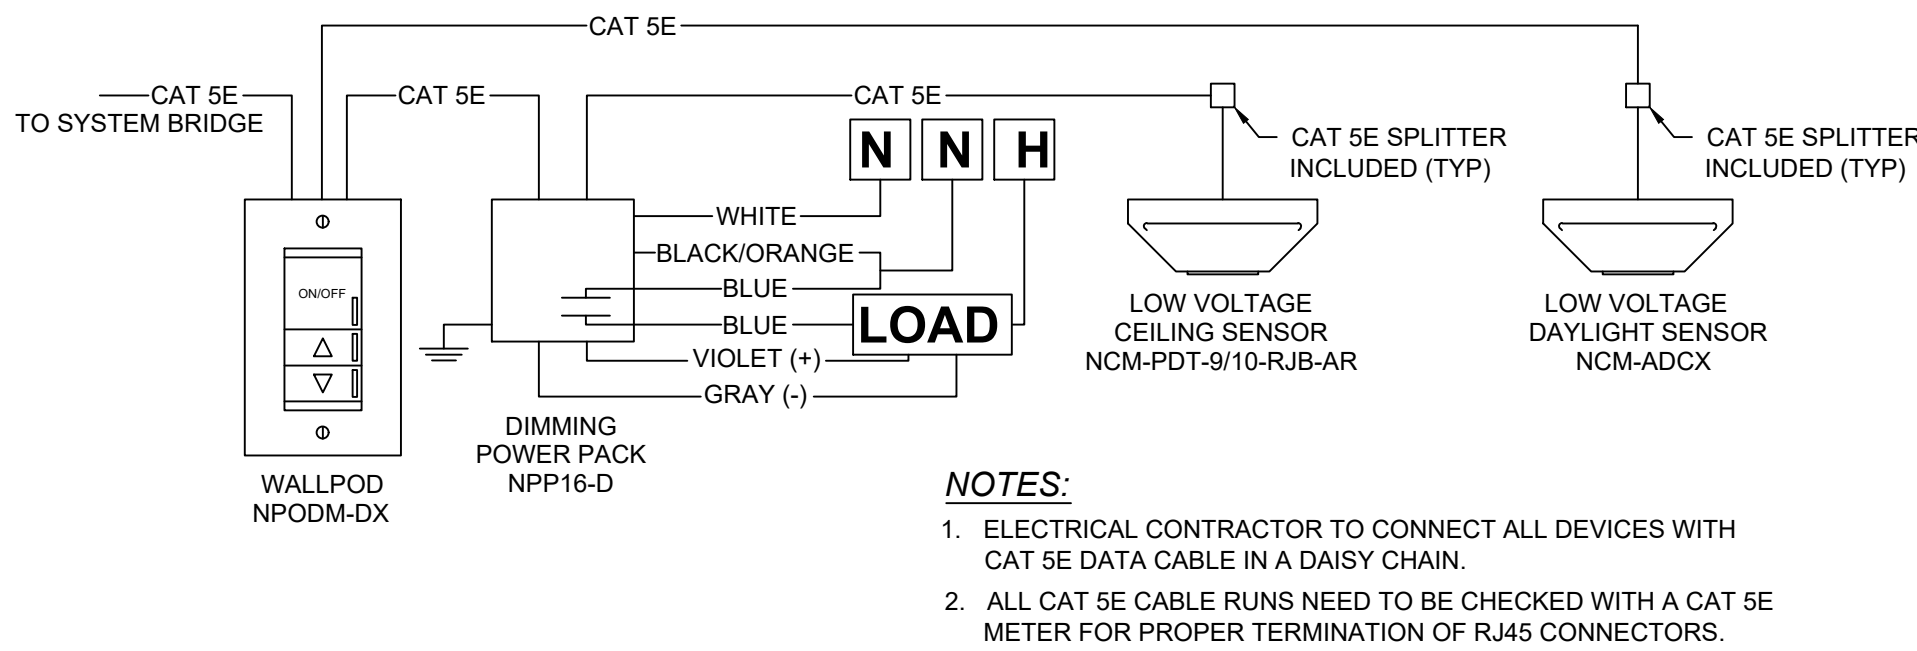 CAT 5E
CAT 5E
TO SYSTEM BRIDGE
CAT 5E
CAT 5E
N
N
H
CAT 5E SPLITTER
INCLUDED (TYP)
CAT 5E SPLITTER
INCLUDED (TYP)
WHITE
BLACK/ORANGE
BLUE
BLUE
LOAD
VIOLET (+)
GRAY (-)
ON/OFF
LOW VOLTAGE
CEILING SENSOR
NCM-PDT-9/10-RJB-AR
LOW VOLTAGE
DAYLIGHT SENSOR
NCM-ADCX
WALLPOD
NPODM-DX
DIMMING
POWER PACK
NPP16-D
NOTES:
1. ELECTRICAL CONTRACTOR TO CONNECT ALL DEVICES WITH
CAT 5E DATA CABLE IN A DAISY CHAIN.
2. ALL CAT 5E CABLE RUNS NEED TO BE CHECKED WITH A CAT 5E
METER FOR PROPER TERMINATION OF RJ45 CONNECTORS.